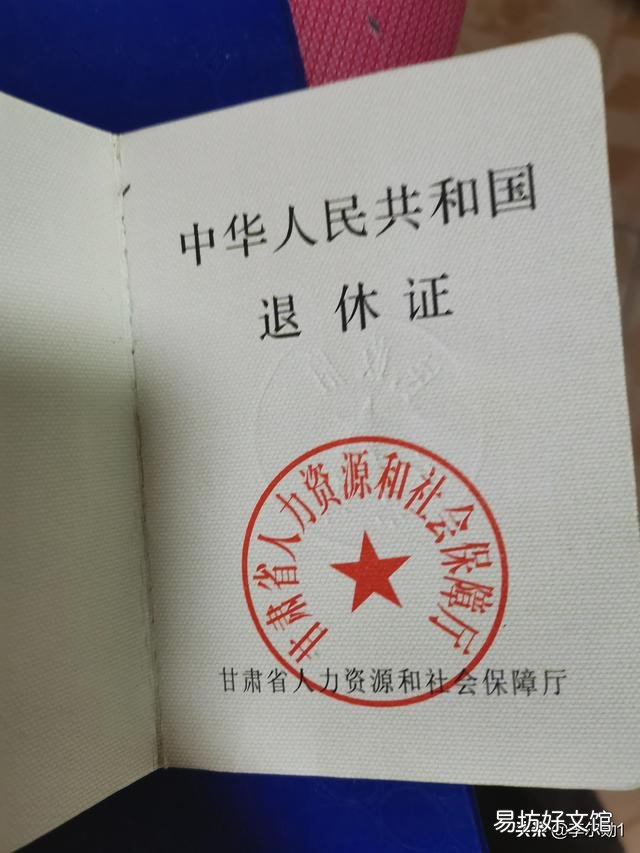 中华人民共和国
退休证
甘肃省人力资源和社会保障厅
甘肃省人力资源和社会保障厅
易坊好文馆
头条